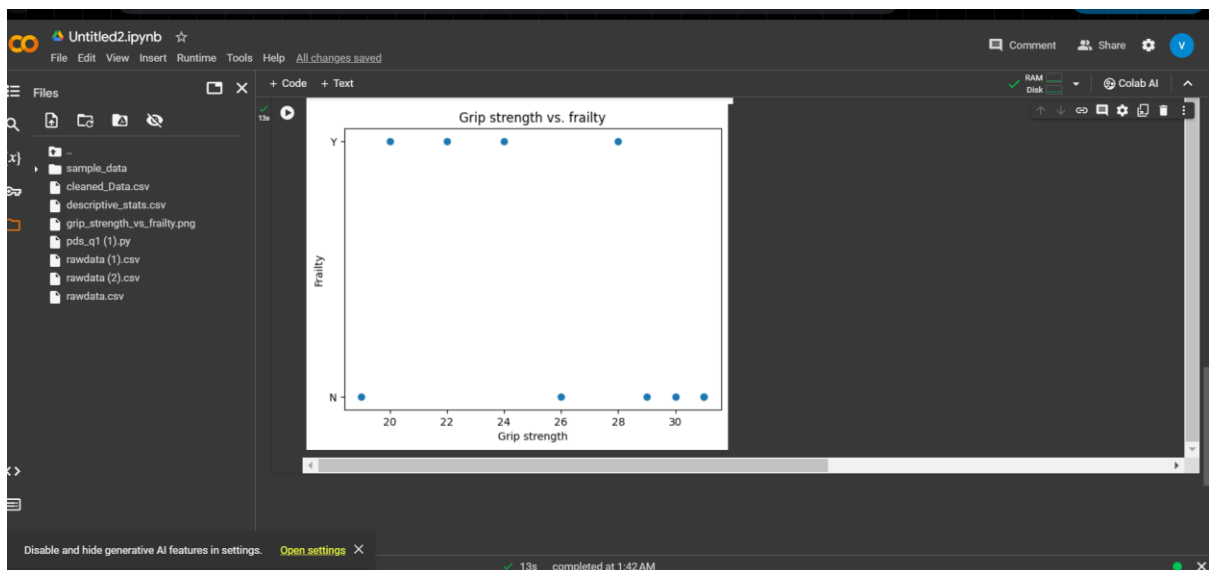 CO Untitled2.ipynb
File Edit View Insert Runtime Tools Help All changes saved
Comment Share V
Files
+ Code + Text
RAM
Disk
Colab AI
{x}
..
sample_data
cleaned_Data.csv
descriptive_stats.csv
grip_strength_vs_frailty.png
pds_q1 (1).py
rawdata (1).csv
rawdata (2).csv
rawdata.csv
13s
Grip strength vs. frailty
Y
Frailty
N
20 22 24 26 28 30
Grip strength
<>
Disable and hide generative AI features in settings. Open settings
13s completed at 1:42 AM